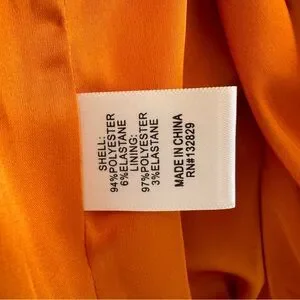 SHELL:
94%POLYESTER
6%ELASTANE
LINING:
97%POLYESTER
3%ELASTANE
MADE IN CHINA
RN#132829